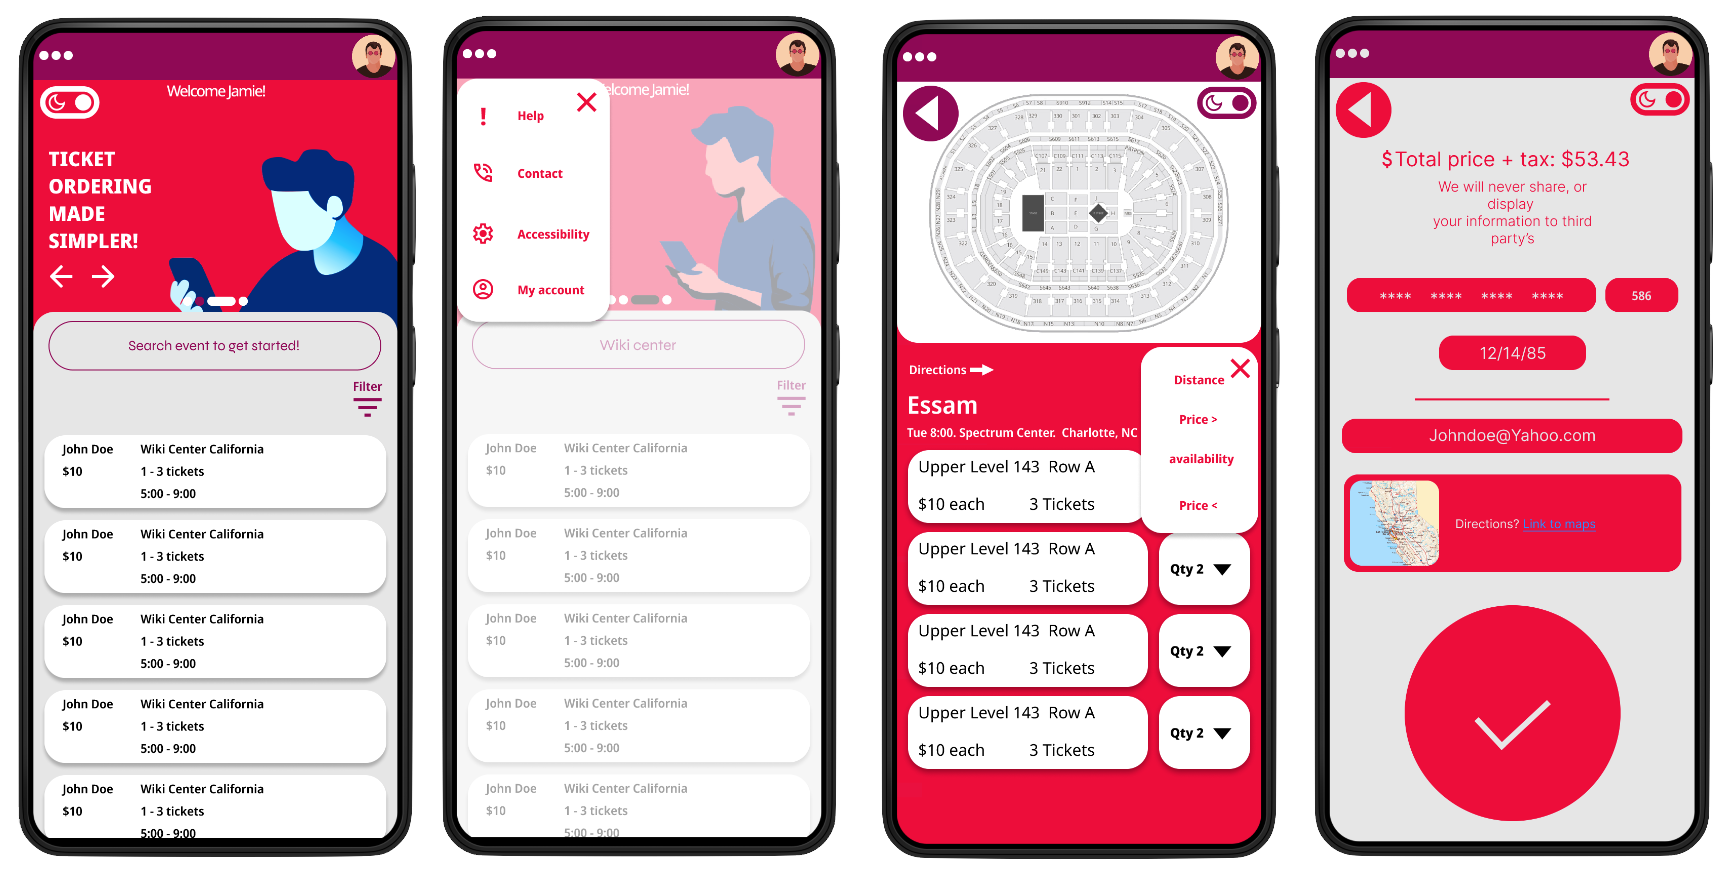 Welcome Jamie!
TICKET
ORDERING
MADE
SIMPLER!
Search event to get started!
Filter
John Doe Wiki Center California
$10 1 - 3 tickets
5:00 - 9:00
John Doe Wiki Center California
$10 1 - 3 tickets
5:00 - 9:00
John Doe Wiki Center California
$10 1 - 3 tickets
5:00 - 9:00
John Doe Wiki Center California
$10 1 - 3 tickets
5:00 - 9:00
John Doe Wiki Center California
$10 1 - 3 tickets
5:00 - 9:00
elcome Jamie!
Help
Contact
Accessibility
My account
Wiki center
Filter
John Doe Wiki Center California
$10 1 - 3 tickets
5:00 - 9:00
John Doe Wiki Center California
$10 1 - 3 tickets
5:00 - 9:00
John Doe Wiki Center California
$10 1 - 3 tickets
5:00 - 9:00
John Doe Wiki Center California
$10 1 - 3 tickets
5:00 - 9:00
John Doe Wiki Center California
$10 1 - 3 tickets
5:00 - 9:00
Directions
Essam
Tue 8:00. Spectrum Center. Charlotte, NC
Distance
Price >
availability
Price <
Upper Level 143 Row A
$10 each 3 Tickets
Upper Level 143 Row A
$10 each 3 Tickets
Qty 2
Upper Level 143 Row A
$10 each 3 Tickets
Qty 2
Upper Level 143 Row A
$10 each 3 Tickets
Qty 2
$Total price + tax: $53.43
We will never share, or
display
your information to third
party's
**** **** **** **** 586
12/14/85
Johndoe@Yahoo.com
Directions? Link to maps